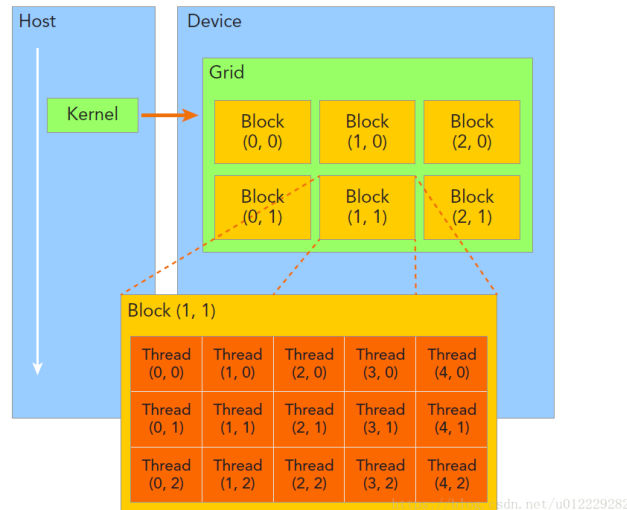 Host
Device
Grid
Kernel
Block
(0, 0)
Block
(1, 0)
Block
(2, 0)
Block
(0, 1)
Block
(1, 1)
Block
(2, 1)
Block (1, 1)
Thread
(0, 0)
Thread
(1, 0)
Thread
(2, 0)
Thread
(3, 0)
Thread
(4, 0)
Thread
(0, 1)
Thread
(1, 1)
Thread
(2, 1)
Thread
(3, 1)
Thread
(4, 1)
Thread
(0, 2)
Thread
(1, 2)
Thread
(2, 2)
Thread
(3, 2)
Thread
(4, 2)
sdn.net/u012229282